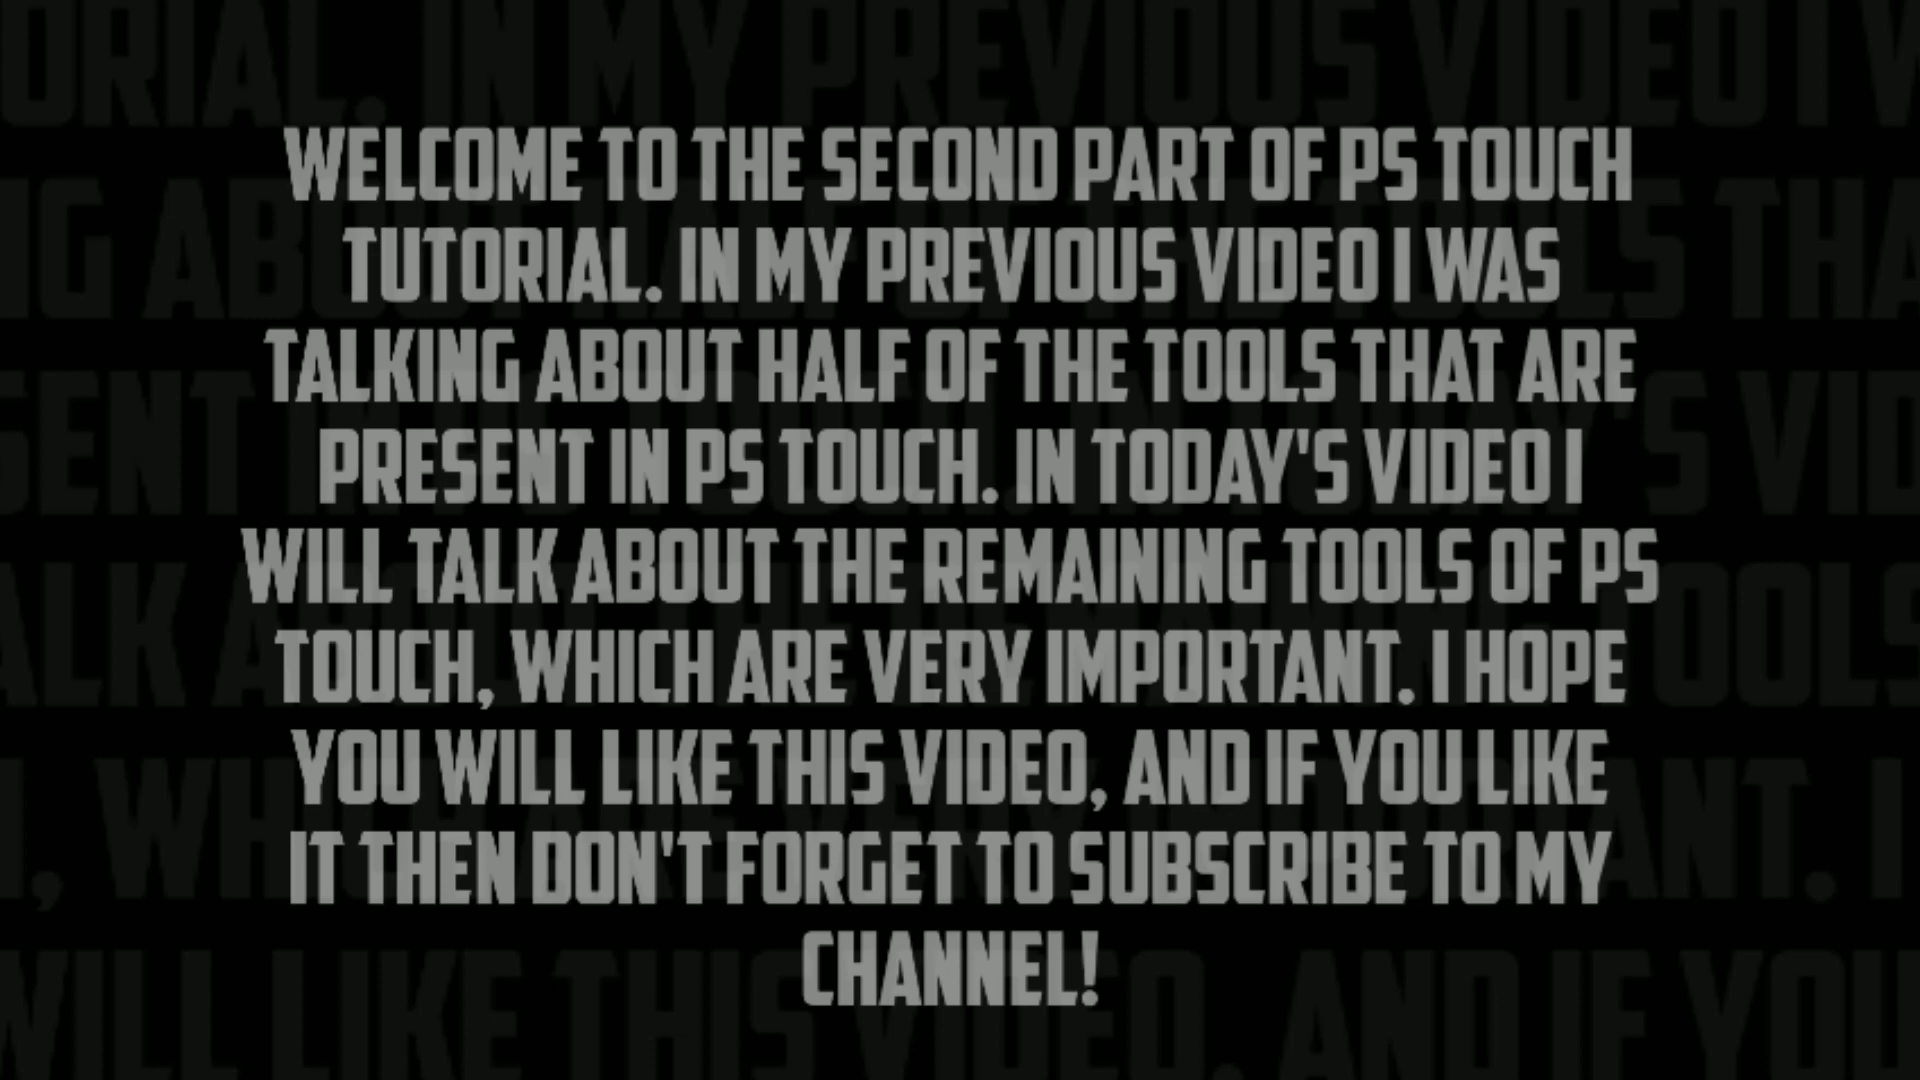 WELCOME TO THE SECOND PART OF PS TOUCH
TUTORIAL. IN MY PREVIOUS VIDEO I WAS
TALKING ABOUT HALF OF THE TOOLS THAT ARE
PRESENT IN PS TOUCH. IN TODAY'S VIDEO I
WILL TALK ABOUT THE REMAINING TOOLS OF PS
TOUCH, WHICH ARE VERY IMPORTANT. I HOPE
YOU WILL LIKE THIS VIDEO, AND IF YOU LIKE
IT THEN DON'T FORGET TO SUBSCRIBE TO MY
CHANNEL!